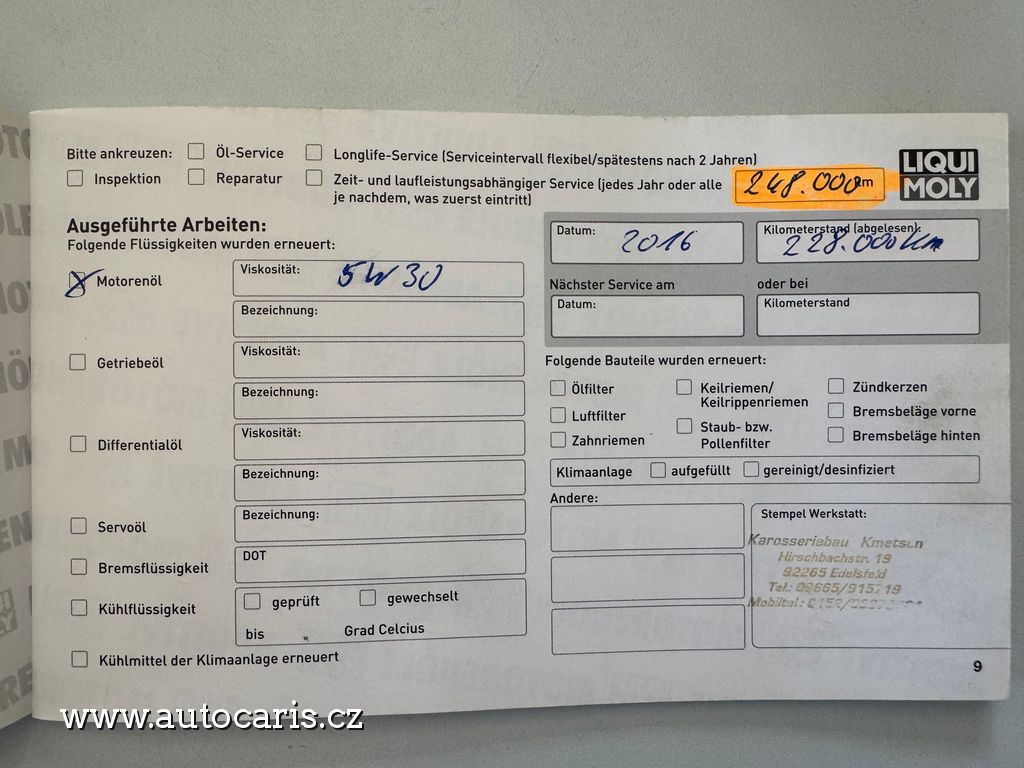 Bitte ankreuzen: Öl-Service Longlife-Service (Serviceintervall flexibel/spätestens nach 2 Jahren)
Inspektion Reparatur Zeit- und laufleistungsabhängiger Service (jedes Jahr oder alle
je nachdem, was zuerst eintritt)
248.000 km
LIQUI
MOLY
Ausgeführte Arbeiten:
Folgende Flüssigkeiten wurden erneuert:
X Motorenöl
Viskosität: 5W30
Bezeichnung:
Getriebeöl
Viskosität:
Bezeichnung:
Differentialöl
Viskosität:
Bezeichnung:
Servoöl
Bezeichnung:
Bremsflüssigkeit
DOT
Kühlflüssigkeit
geprüft gewechselt
bis Grad Celcius
Kühlmittel der Klimaanlage erneuert
Datum: 2016
Kilometerstand (abgelesen):
228.000 km
Nächster Service am oder bei
Datum: Kilometerstand
Folgende Bauteile wurden erneuert:
Ölfilter
Luftfilter
Zahnriemen
Keilriemen/
Keilrippenriemen
Staub- bzw.
Pollenfilter
Zündkerzen
Bremsbeläge vorne
Bremsbeläge hinten
Klimaanlage aufgefüllt gereinigt/desinfiziert
Andere:
Stempel Werkstatt:
Karosseriebau
Hirschbachstr. 19
92265 Edelsfeld
Tel.: 09665/915719
Mobiltel.:
9
www.autocaris.cz